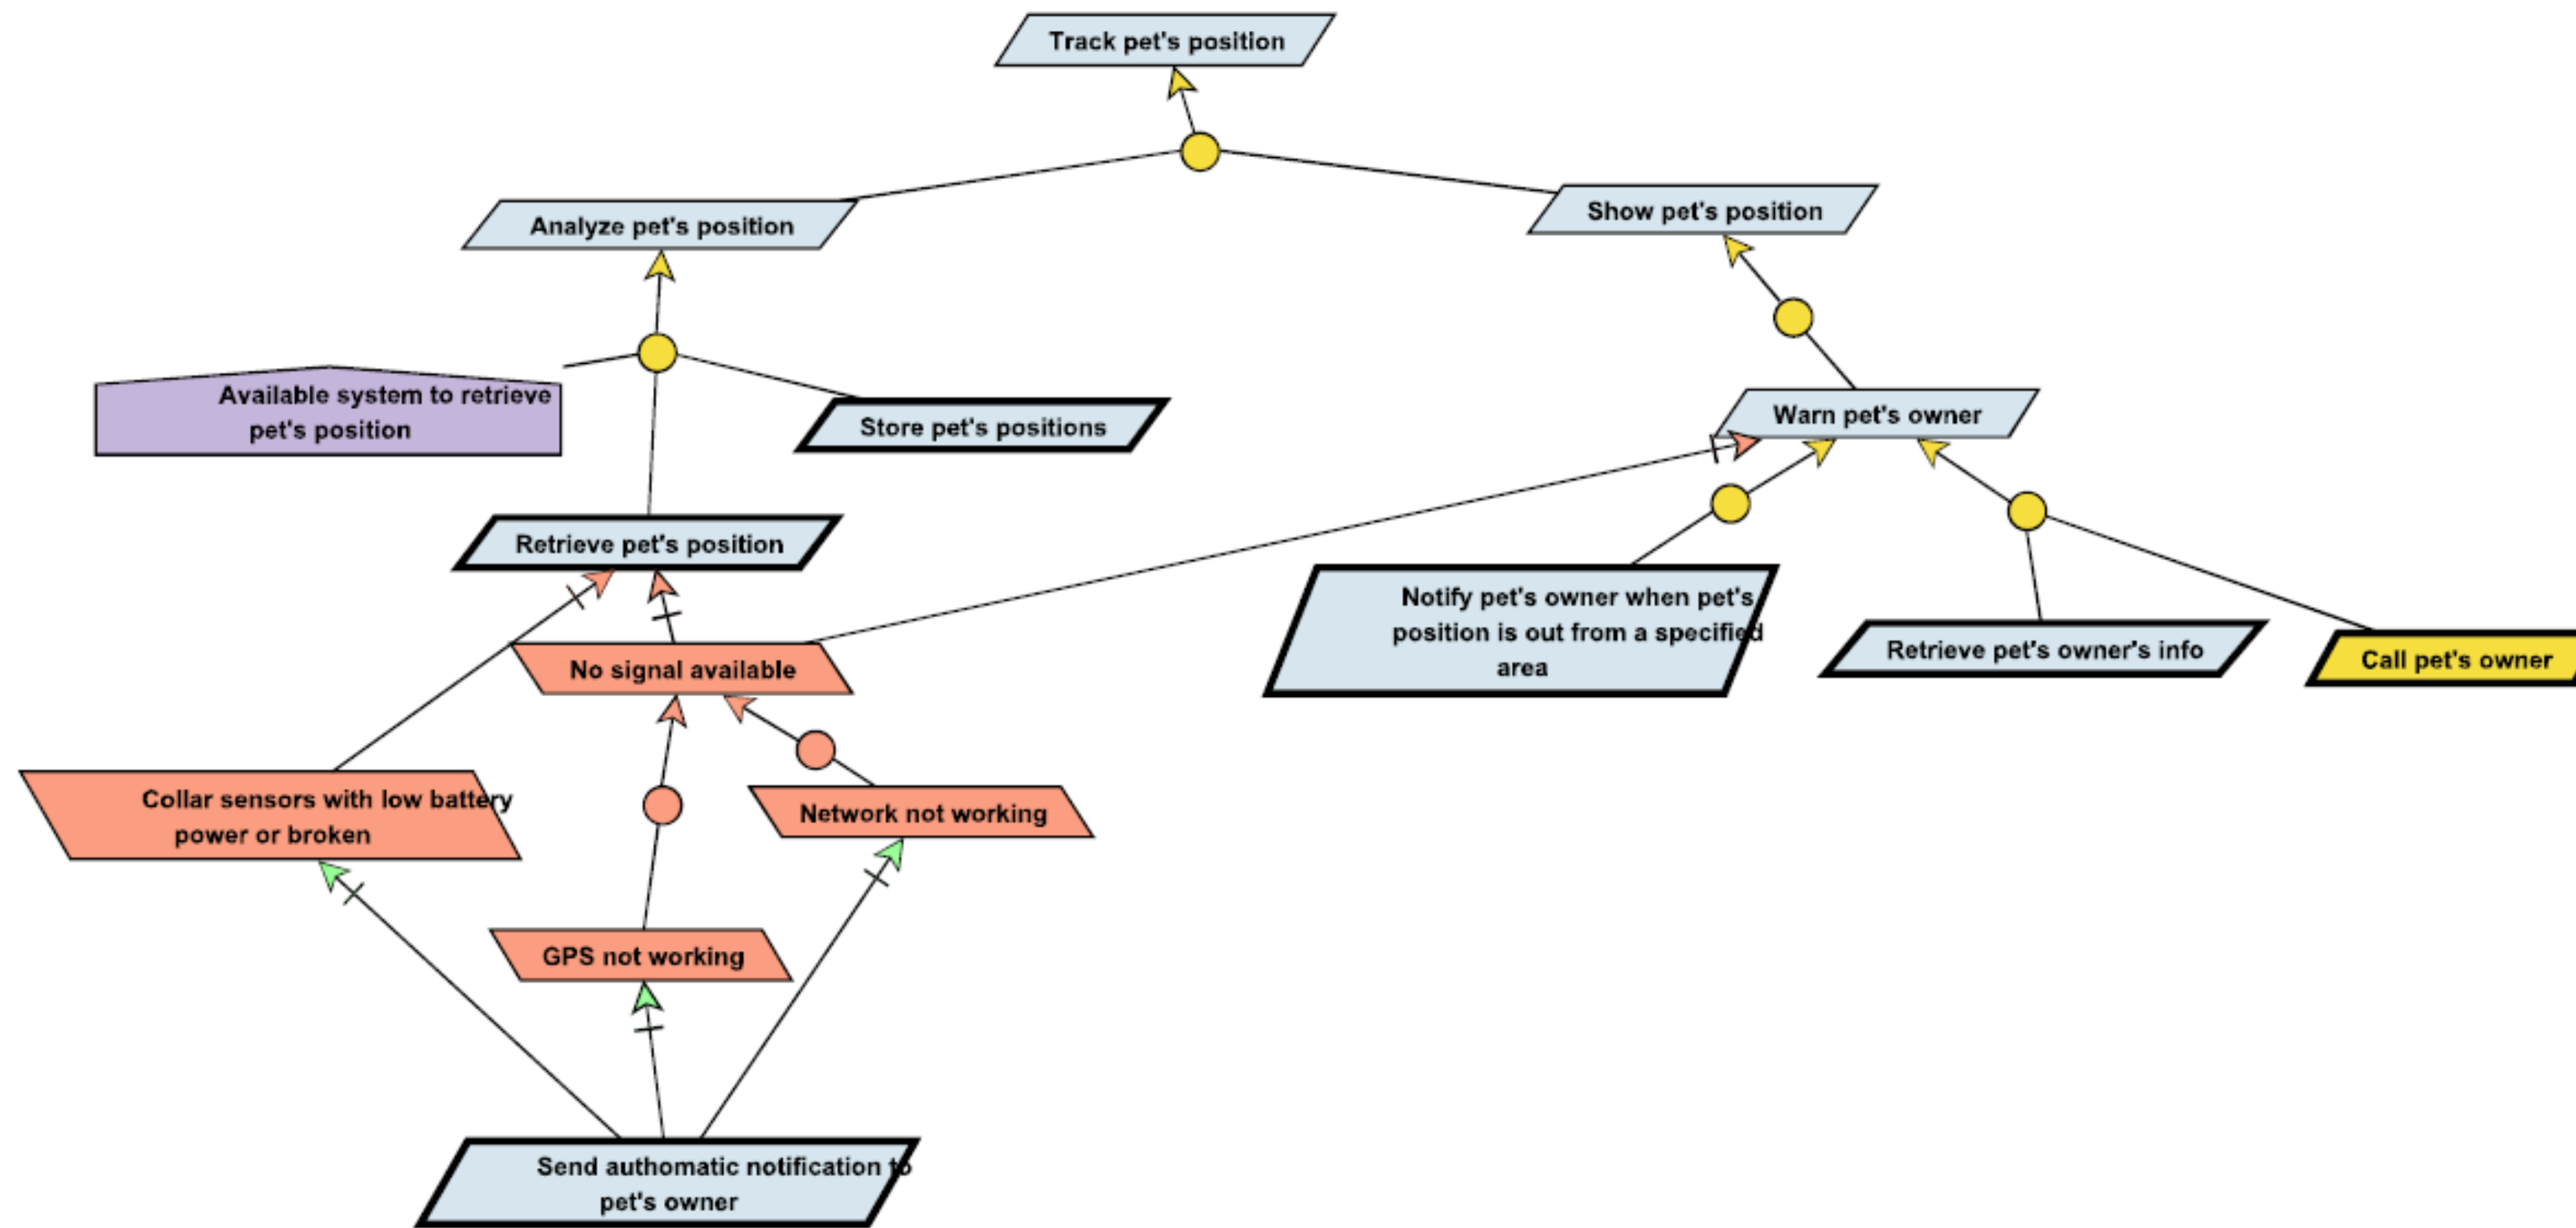 Track pet's position
Analyze pet's position
Show pet's position
Available system to retrieve
pet's position
Store pet's positions
Warn pet's owner
Retrieve pet's position
Notify pet's owner when pet's
position is out from a specified
area
Retrieve pet's owner's info
Call pet's owner
No signal available
Collar sensors with low battery
power or broken
Network not working
GPS not working
Send authomatic notification to
pet's owner